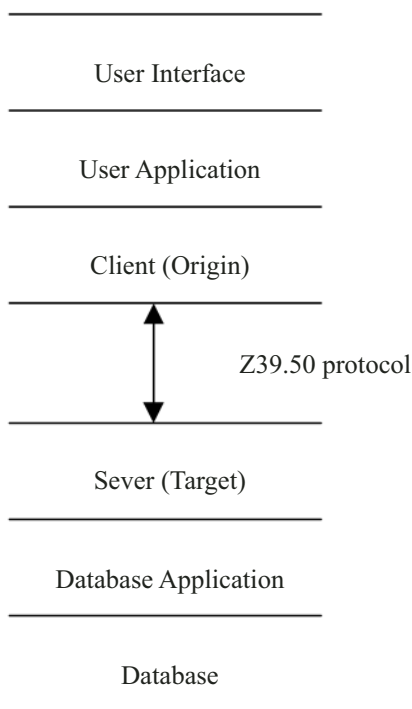 User Interface
User Application
Client (Origin)
Z39.50 protocol
Sever (Target)
Database Application
Database